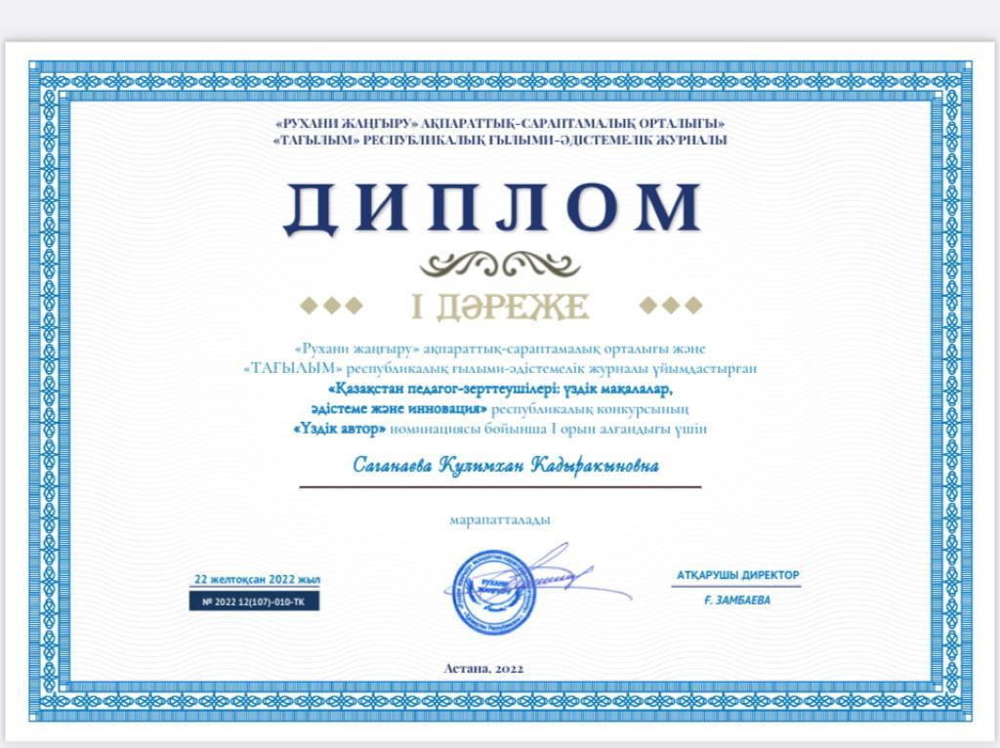 «РУХАНИ ЖАҢҒЫРУ» АҚПАРАТТЫҚ-САРАПТАМАЛЫҚ ОРТАЛЫҒЫ»
«ТАҒЫЛЫМ» РЕСПУБЛИКАЛЫҚ ҒЫЛЫМИ-ӘДІСТЕМЕЛІК ЖУРНАЛЫ
ДИПЛОМ
І ДӘРЕЖЕ
«Рухани жаңғыру» ақпараттық-сараптамалық орталығы және
«ТАҒЫЛЫМ» республикалық ғылыми-әдістемелік журналы ұйымдастырған
«Қазақстан педагог-зерттеушілері: үздік мақалалар,
әдістеме және инновация» республикалық конкурсының
«Үздік автор» номинациясы бойынша І орын алғандығы үшін
Саганаева Кулимхан Кадыракыновна
марапатталады
22 желтоқсан 2022 жыл
№ 2022 12(107)-010-ТК
РУХАНИ
ЖАҢҒЫРУ
АТҚАРУШЫ ДИРЕКТОР
Ғ. ЗАМБАЕВА
Астана, 2022